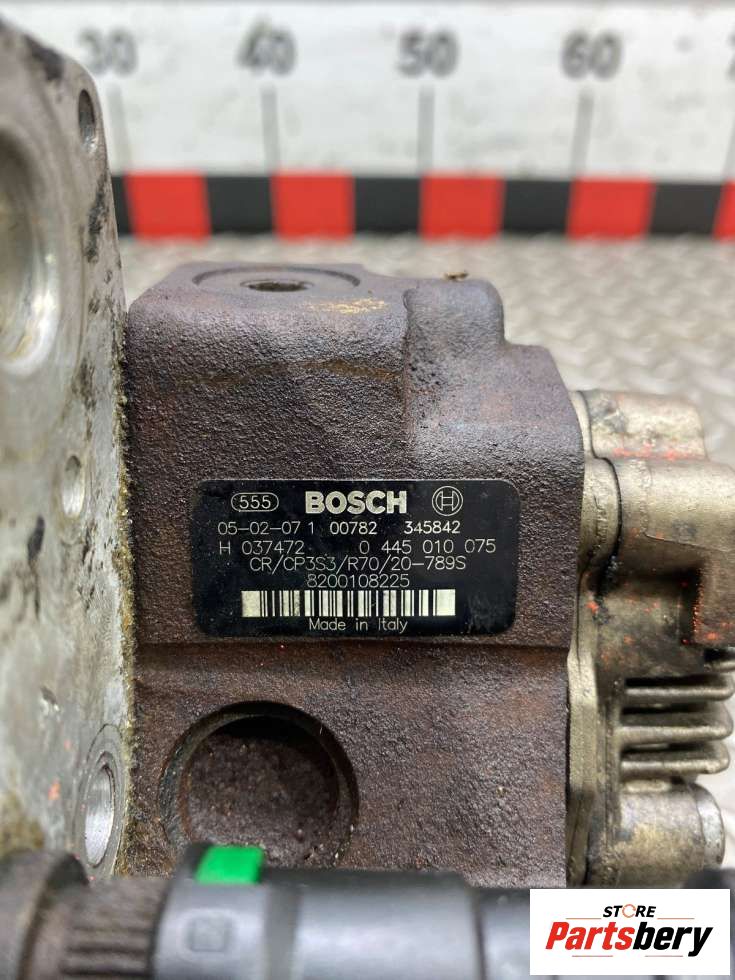 30 40 50 60
555 BOSCH
05-02-07 1 00782 345842
H 037472 0 445 010 075
CR/CP3S3/R70/20-789S
8200108225
Made in Italy
STORE
Partsbery